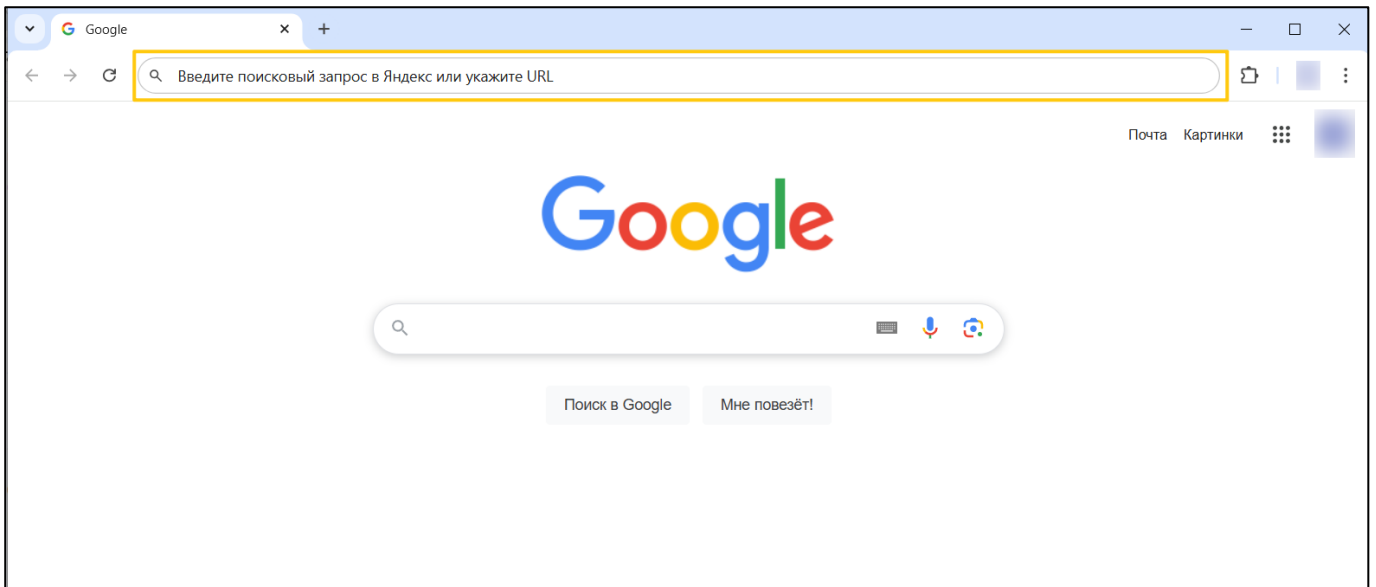 Google
Введите поисковый запрос в Яндекс или укажите URL
Почта Картинки
Google
Поиск в Google Мне повезёт!